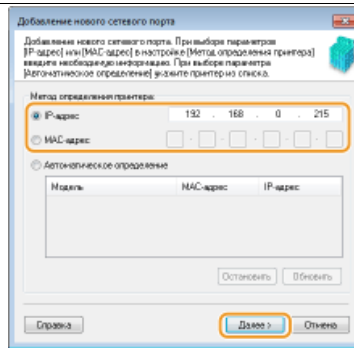 Добавление нового сетевого порта
Добавление нового сетевого порта. При выборе параметров
[IP-адрес] или [MAC-адрес] в настройке [Метод определения принтера]
введите необходимую информацию. При выборе параметра
[Автоматическое определение] укажите принтер из списка.
Метод определения принтера:
IP-адрес: 192 . 168 . 0 . 215
MAC-адрес: - - - - -
Автоматическое определение
Модель MAC-адрес IP-адрес
Остановить Обновить
Справка Далее > Отмена